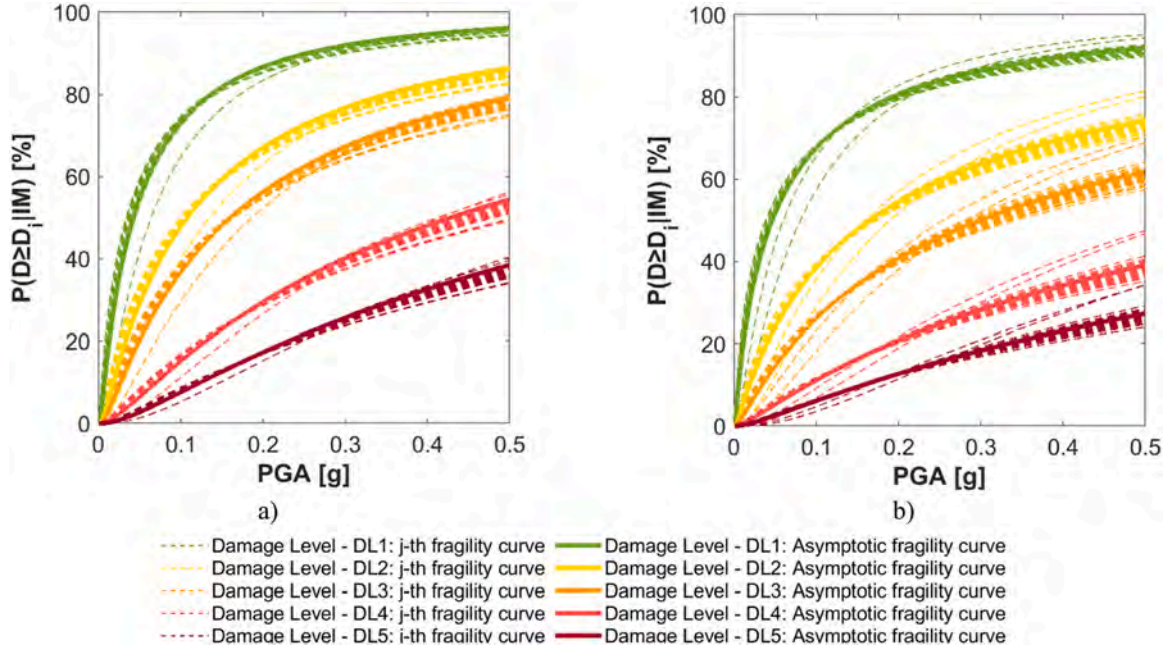 100
80
60
40
20
0
P(D≥D_i|IM) [%]
0 0.1 0.2 0.3 0.4 0.5
PGA [g]
a)
100
80
60
40
20
0
P(D≥D_i|IM) [%]
0 0.1 0.2 0.3 0.4 0.5
PGA [g]
b)
Damage Level - DL1: j-th fragility curve Damage Level - DL1: Asymptotic fragility curve
Damage Level - DL2: j-th fragility curve Damage Level - DL2: Asymptotic fragility curve
Damage Level - DL3: j-th fragility curve Damage Level - DL3: Asymptotic fragility curve
Damage Level - DL4: j-th fragility curve Damage Level - DL4: Asymptotic fragility curve
Damage Level - DL5: j-th fragility curve Damage Level - DL5: Asymptotic fragility curve